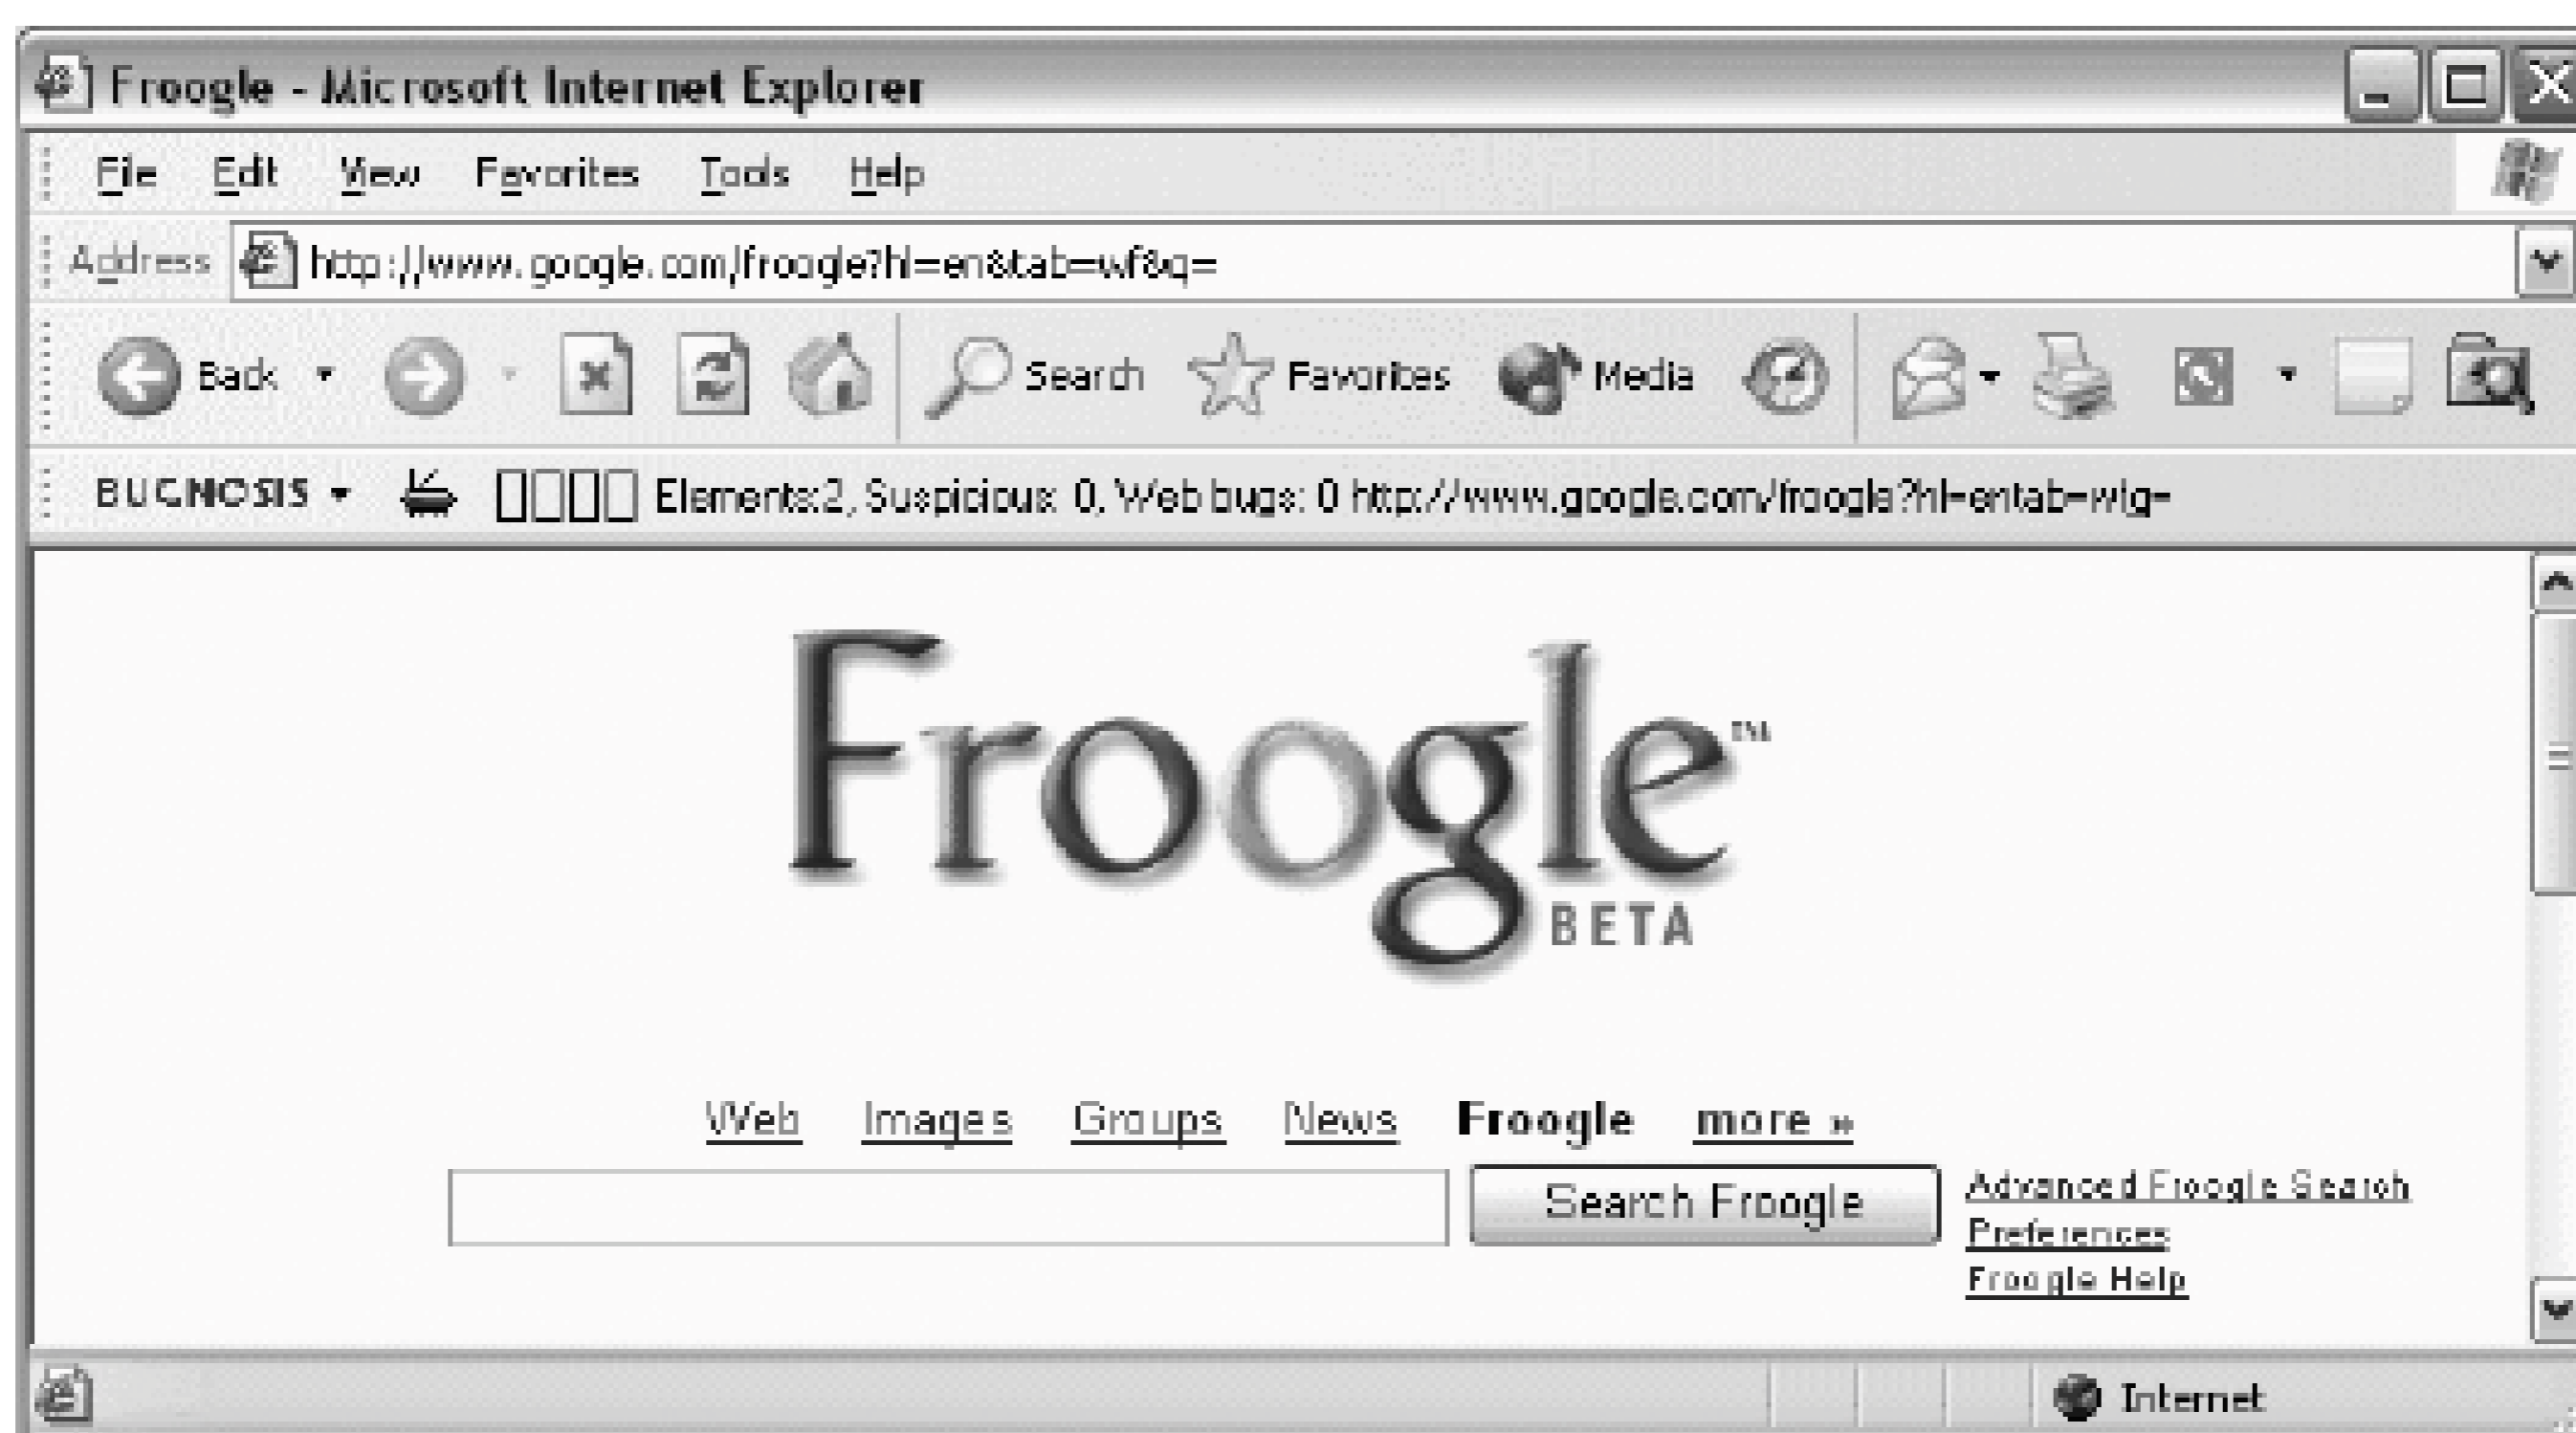 Froogle - Microsoft Internet Explorer
File Edit View Favorites Tools Help
Address http://www.google.com/froogle?hl=en&tab=wf&q=
Back Search Favorites Media
BUGNOSIS Elements:2, Suspicious: 0, Web bugs: 0 http://www.google.com/froogle?hl=entab=wig=
Froogle™
BETA
Web Images Groups News Froogle more »
Search Froogle Advanced Froogle Search
Preferences
Froogle Help
Internet